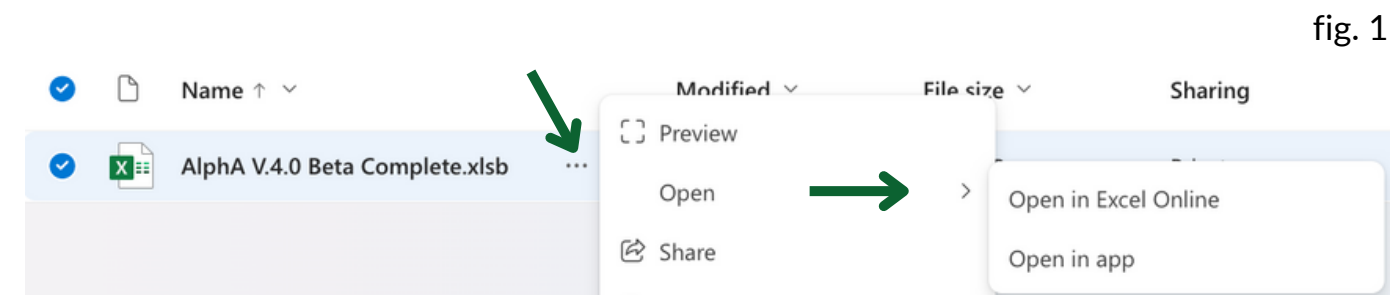 fig. 1
Name ↑
Modified
File size
Sharing
Preview
AlphA V.4.0 Beta Complete.xlsb
...
Open
Open in Excel Online
Share
Open in app